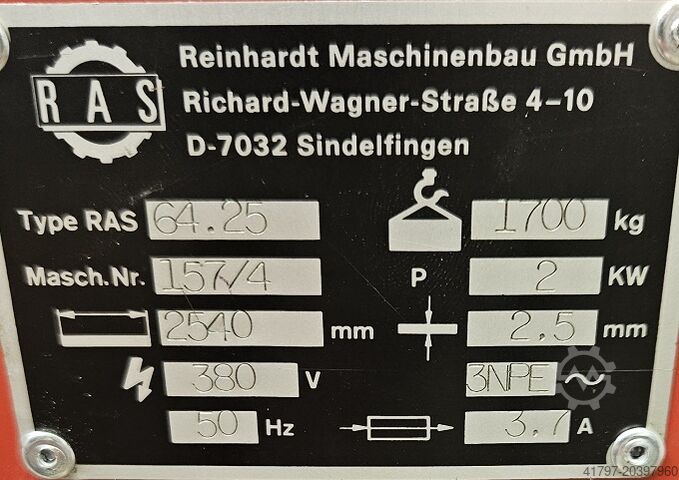 RAS
Reinhardt Maschinenbau GmbH
Richard-Wagner-Straße 4-10
D-7032 Sindelfingen
Type RAS 64.25
1700 kg
Masch.Nr. 157/4
P 2 KW
2540 mm
2,5 mm
380 V
3NPE ~
50 Hz
3,7 A
41797-20397960